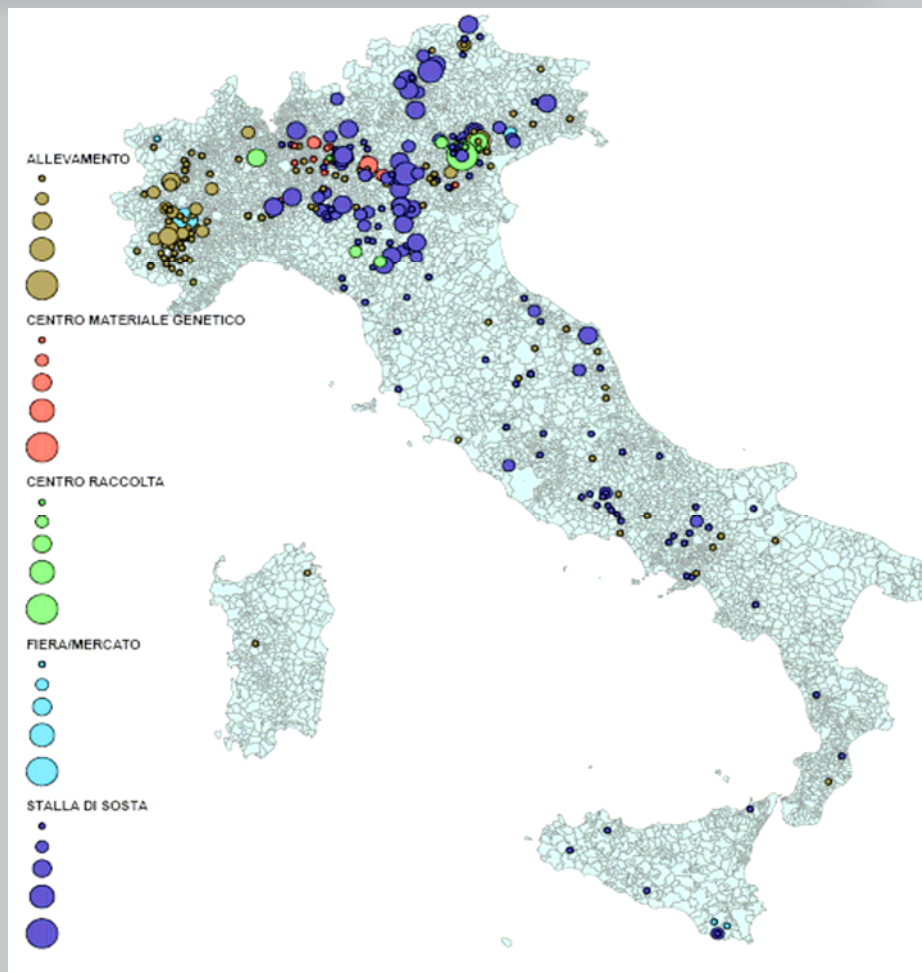 ALLEVAMENTO
CENTRO MATERIALE GENETICO
CENTRO RACCOLTA
FIERA/MERCATO
STALLA DI SOSTA